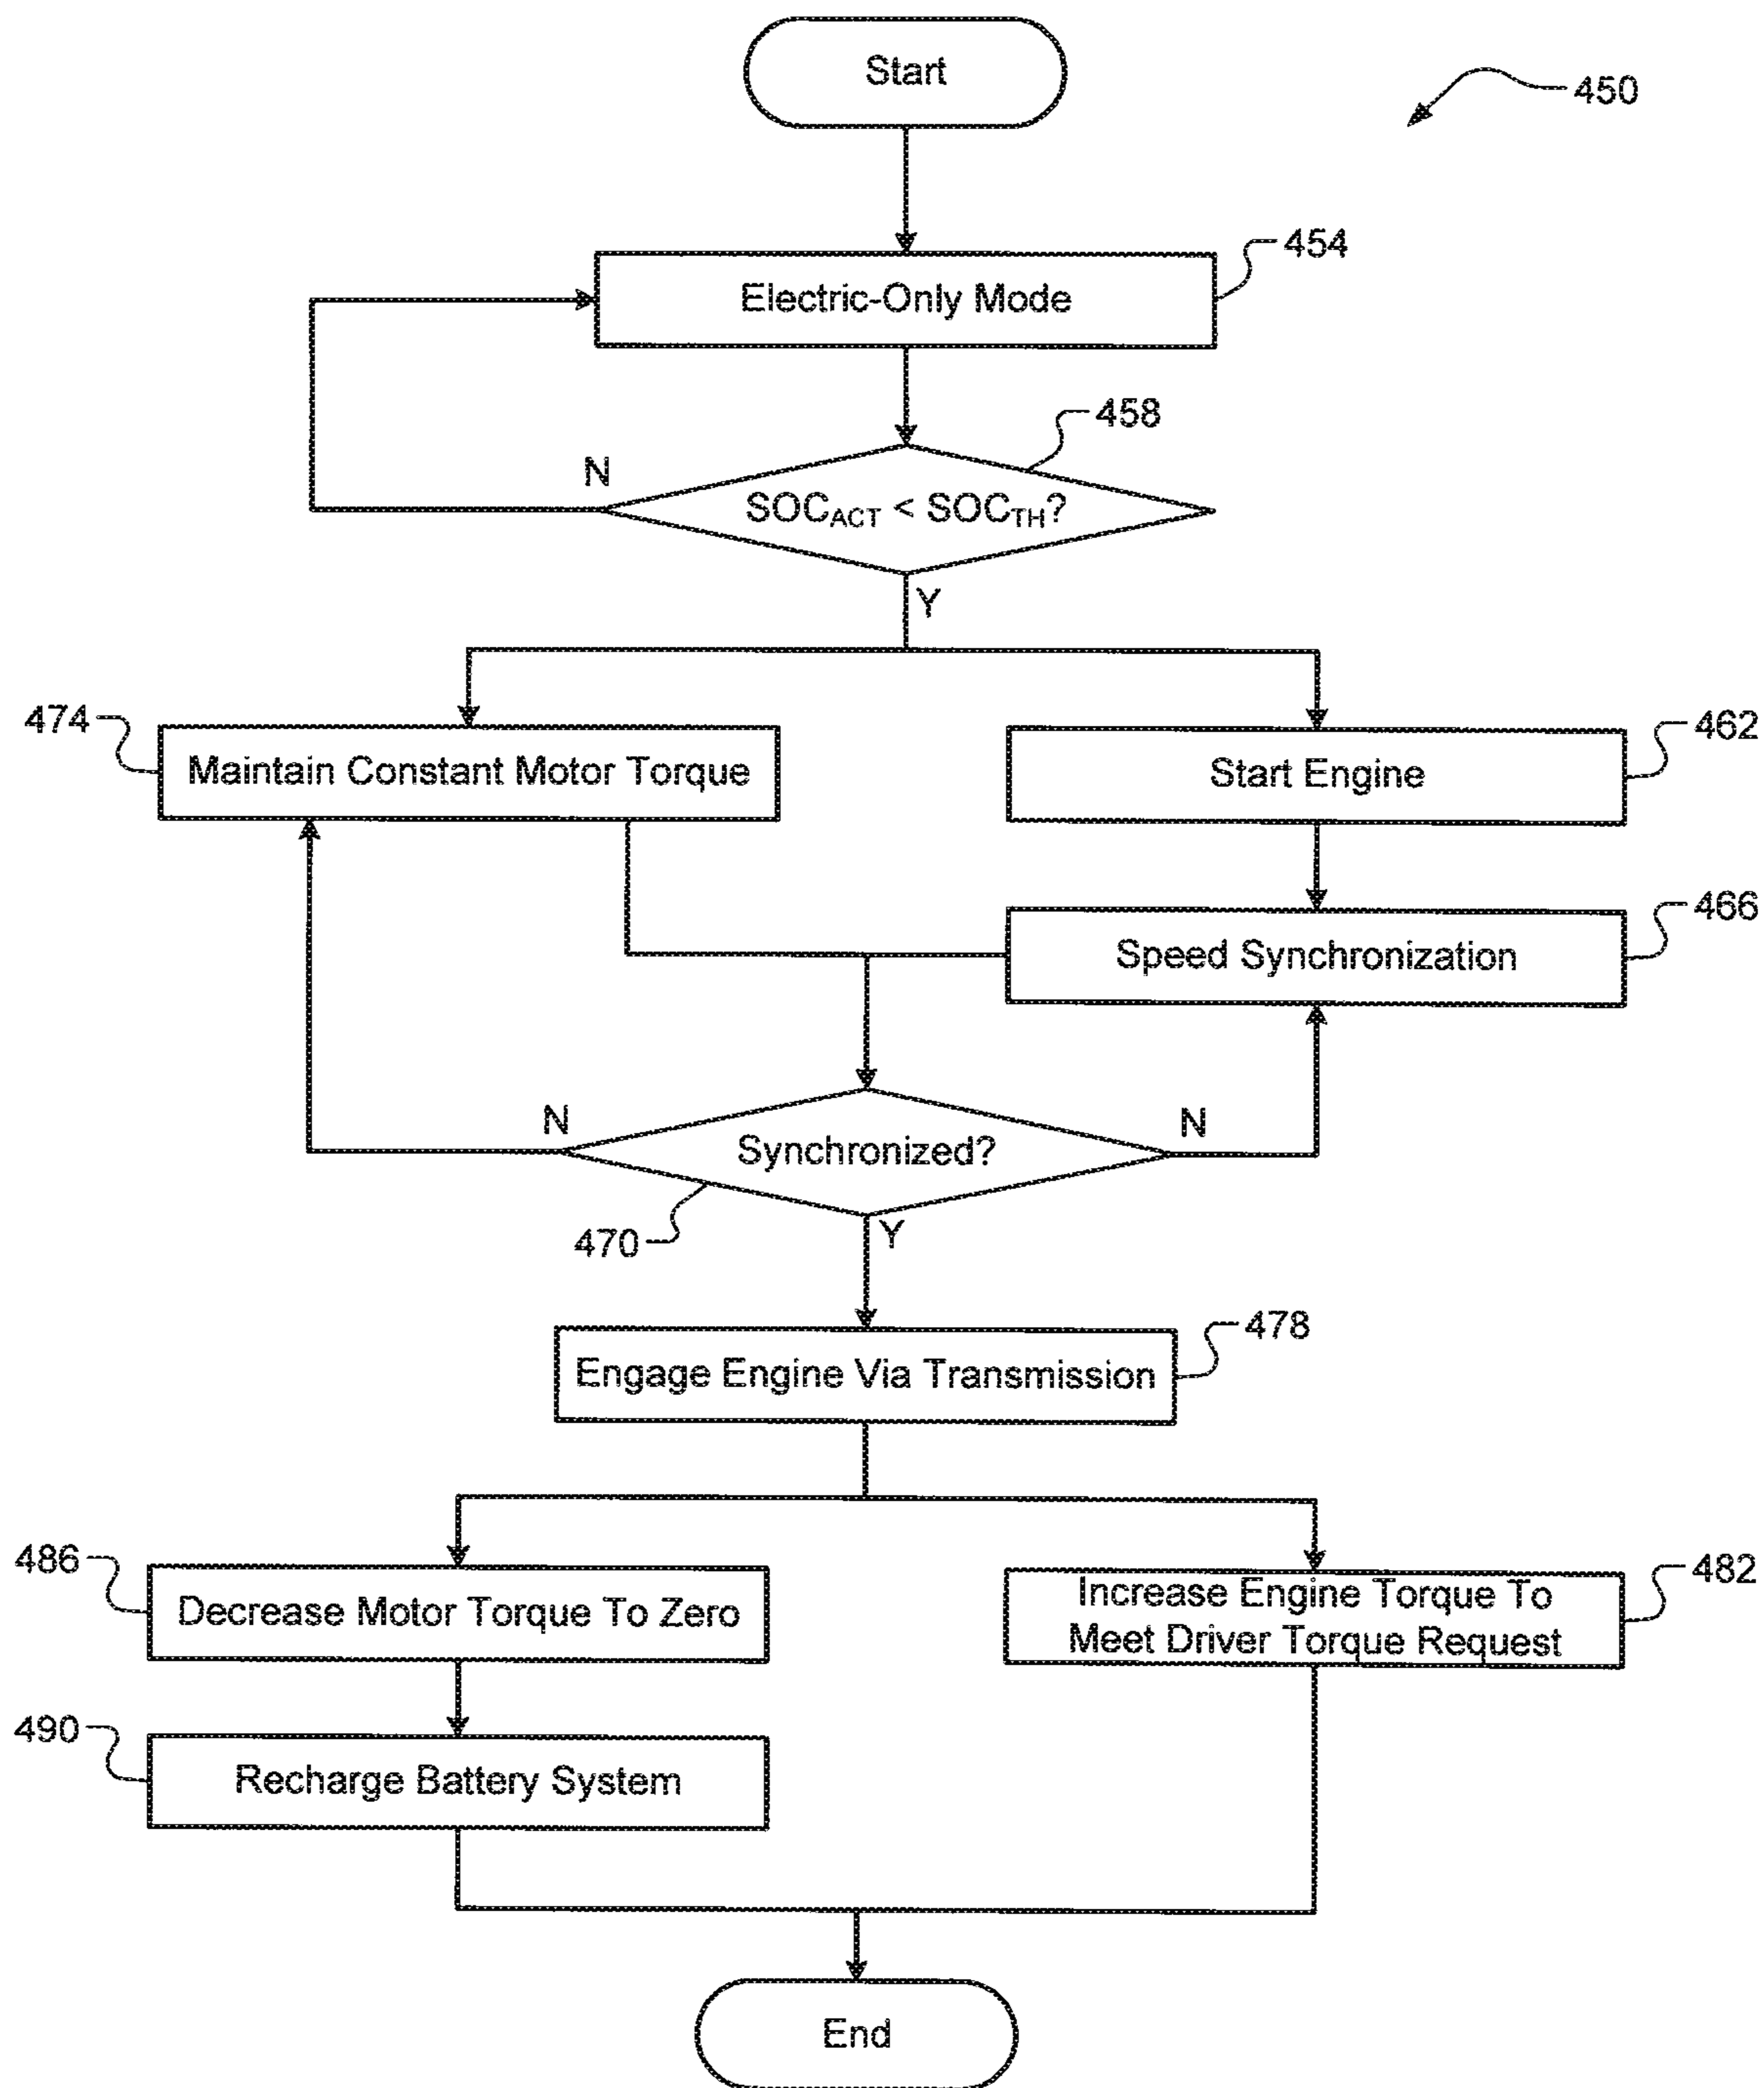 Start
450
454
Electric-Only Mode
458
N
SOCACT < SOCTH?
Y
474
Maintain Constant Motor Torque
462
Start Engine
466
Speed Synchronization
N
N
Synchronized?
470
Y
478
Engage Engine Via Transmission
486
Decrease Motor Torque To Zero
482
Increase Engine Torque To
Meet Driver Torque Request
490
Recharge Battery System
End